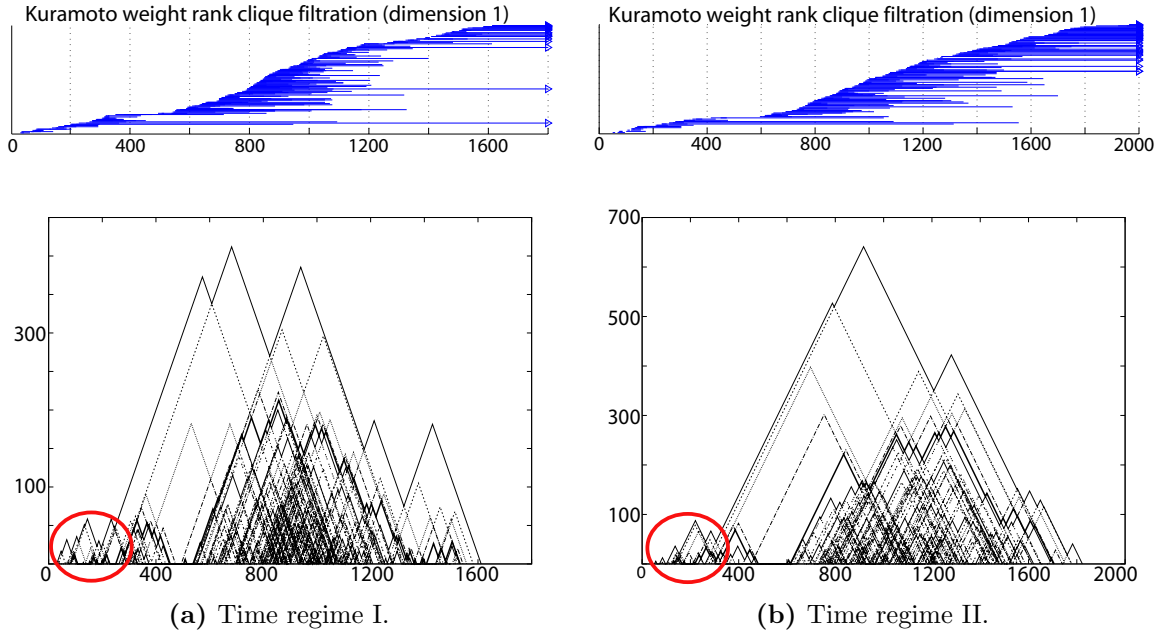 Kuramoto weight rank clique filtration (dimension 1)
0 400 800 1200 1600
Kuramoto weight rank clique filtration (dimension 1)
0 400 800 1200 1600 2000
300
100
0 400 800 1200 1600
700
500
300
100
0 400 800 1200 1600 2000
(a) Time regime I.
(b) Time regime II.